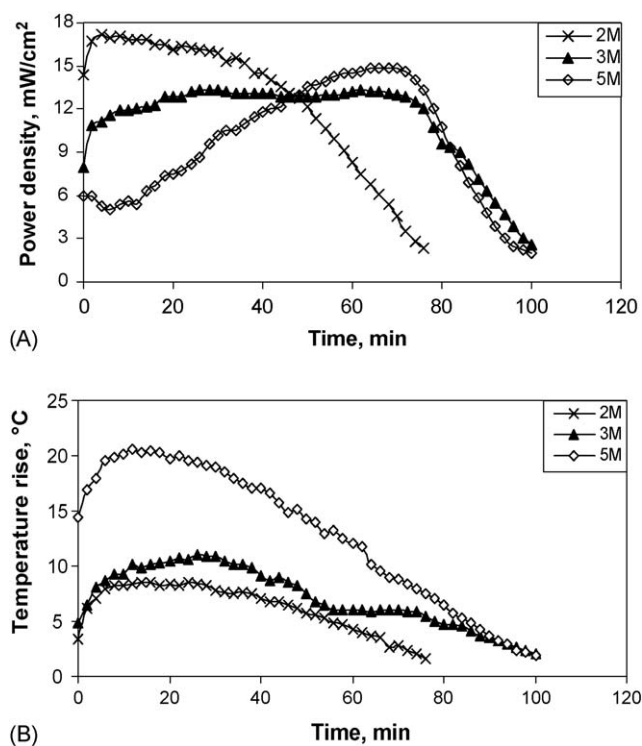 18
15
12
9
6
3
0
Power density, mW/cm²
2M
3M
5M
0 20 40 60 80 100 120
Time, min
(A)
25
20
15
10
5
0
Temperature rise, °C
2M
3M
5M
0 20 40 60 80 100 120
Time, min
(B)